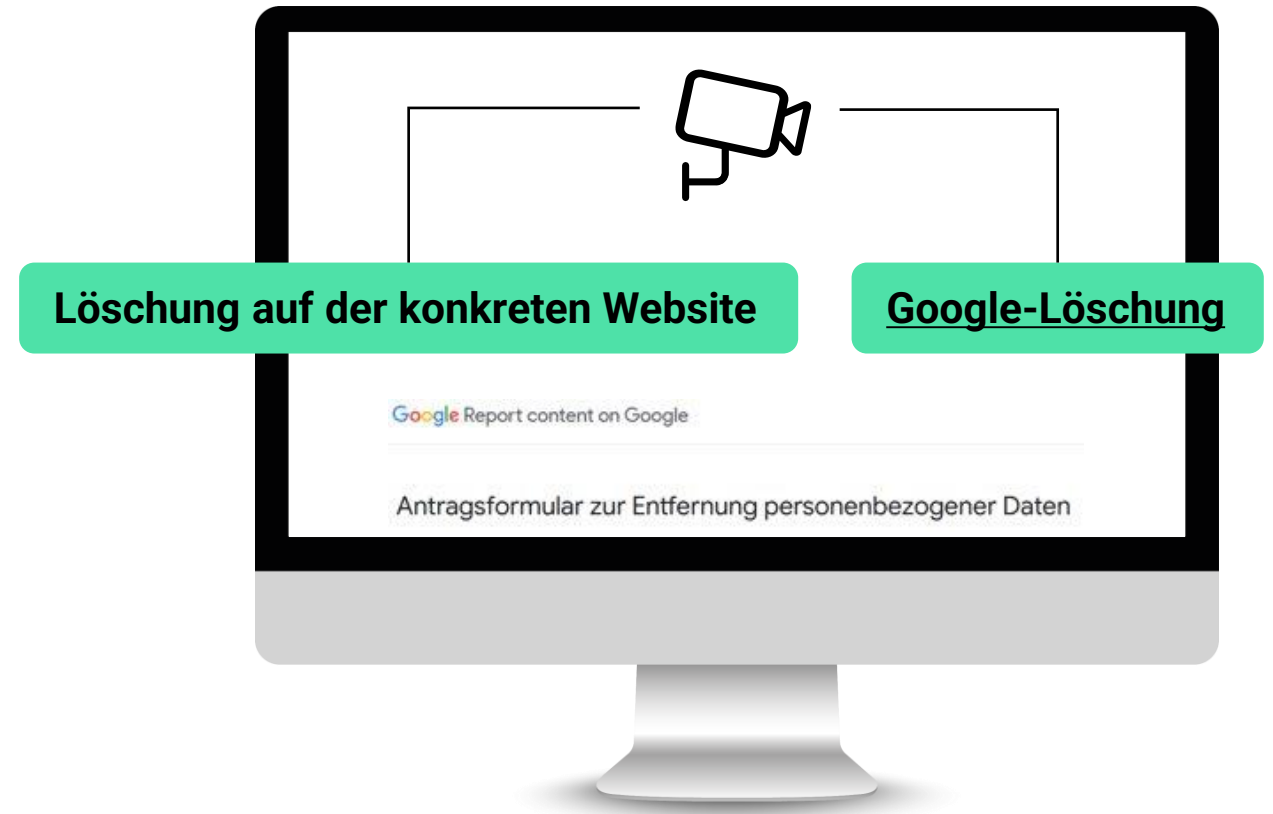 Löschung auf der konkreten Website
Google-Löschung
Google Report content on Google
Antragsformular zur Entfernung personenbezogener Daten